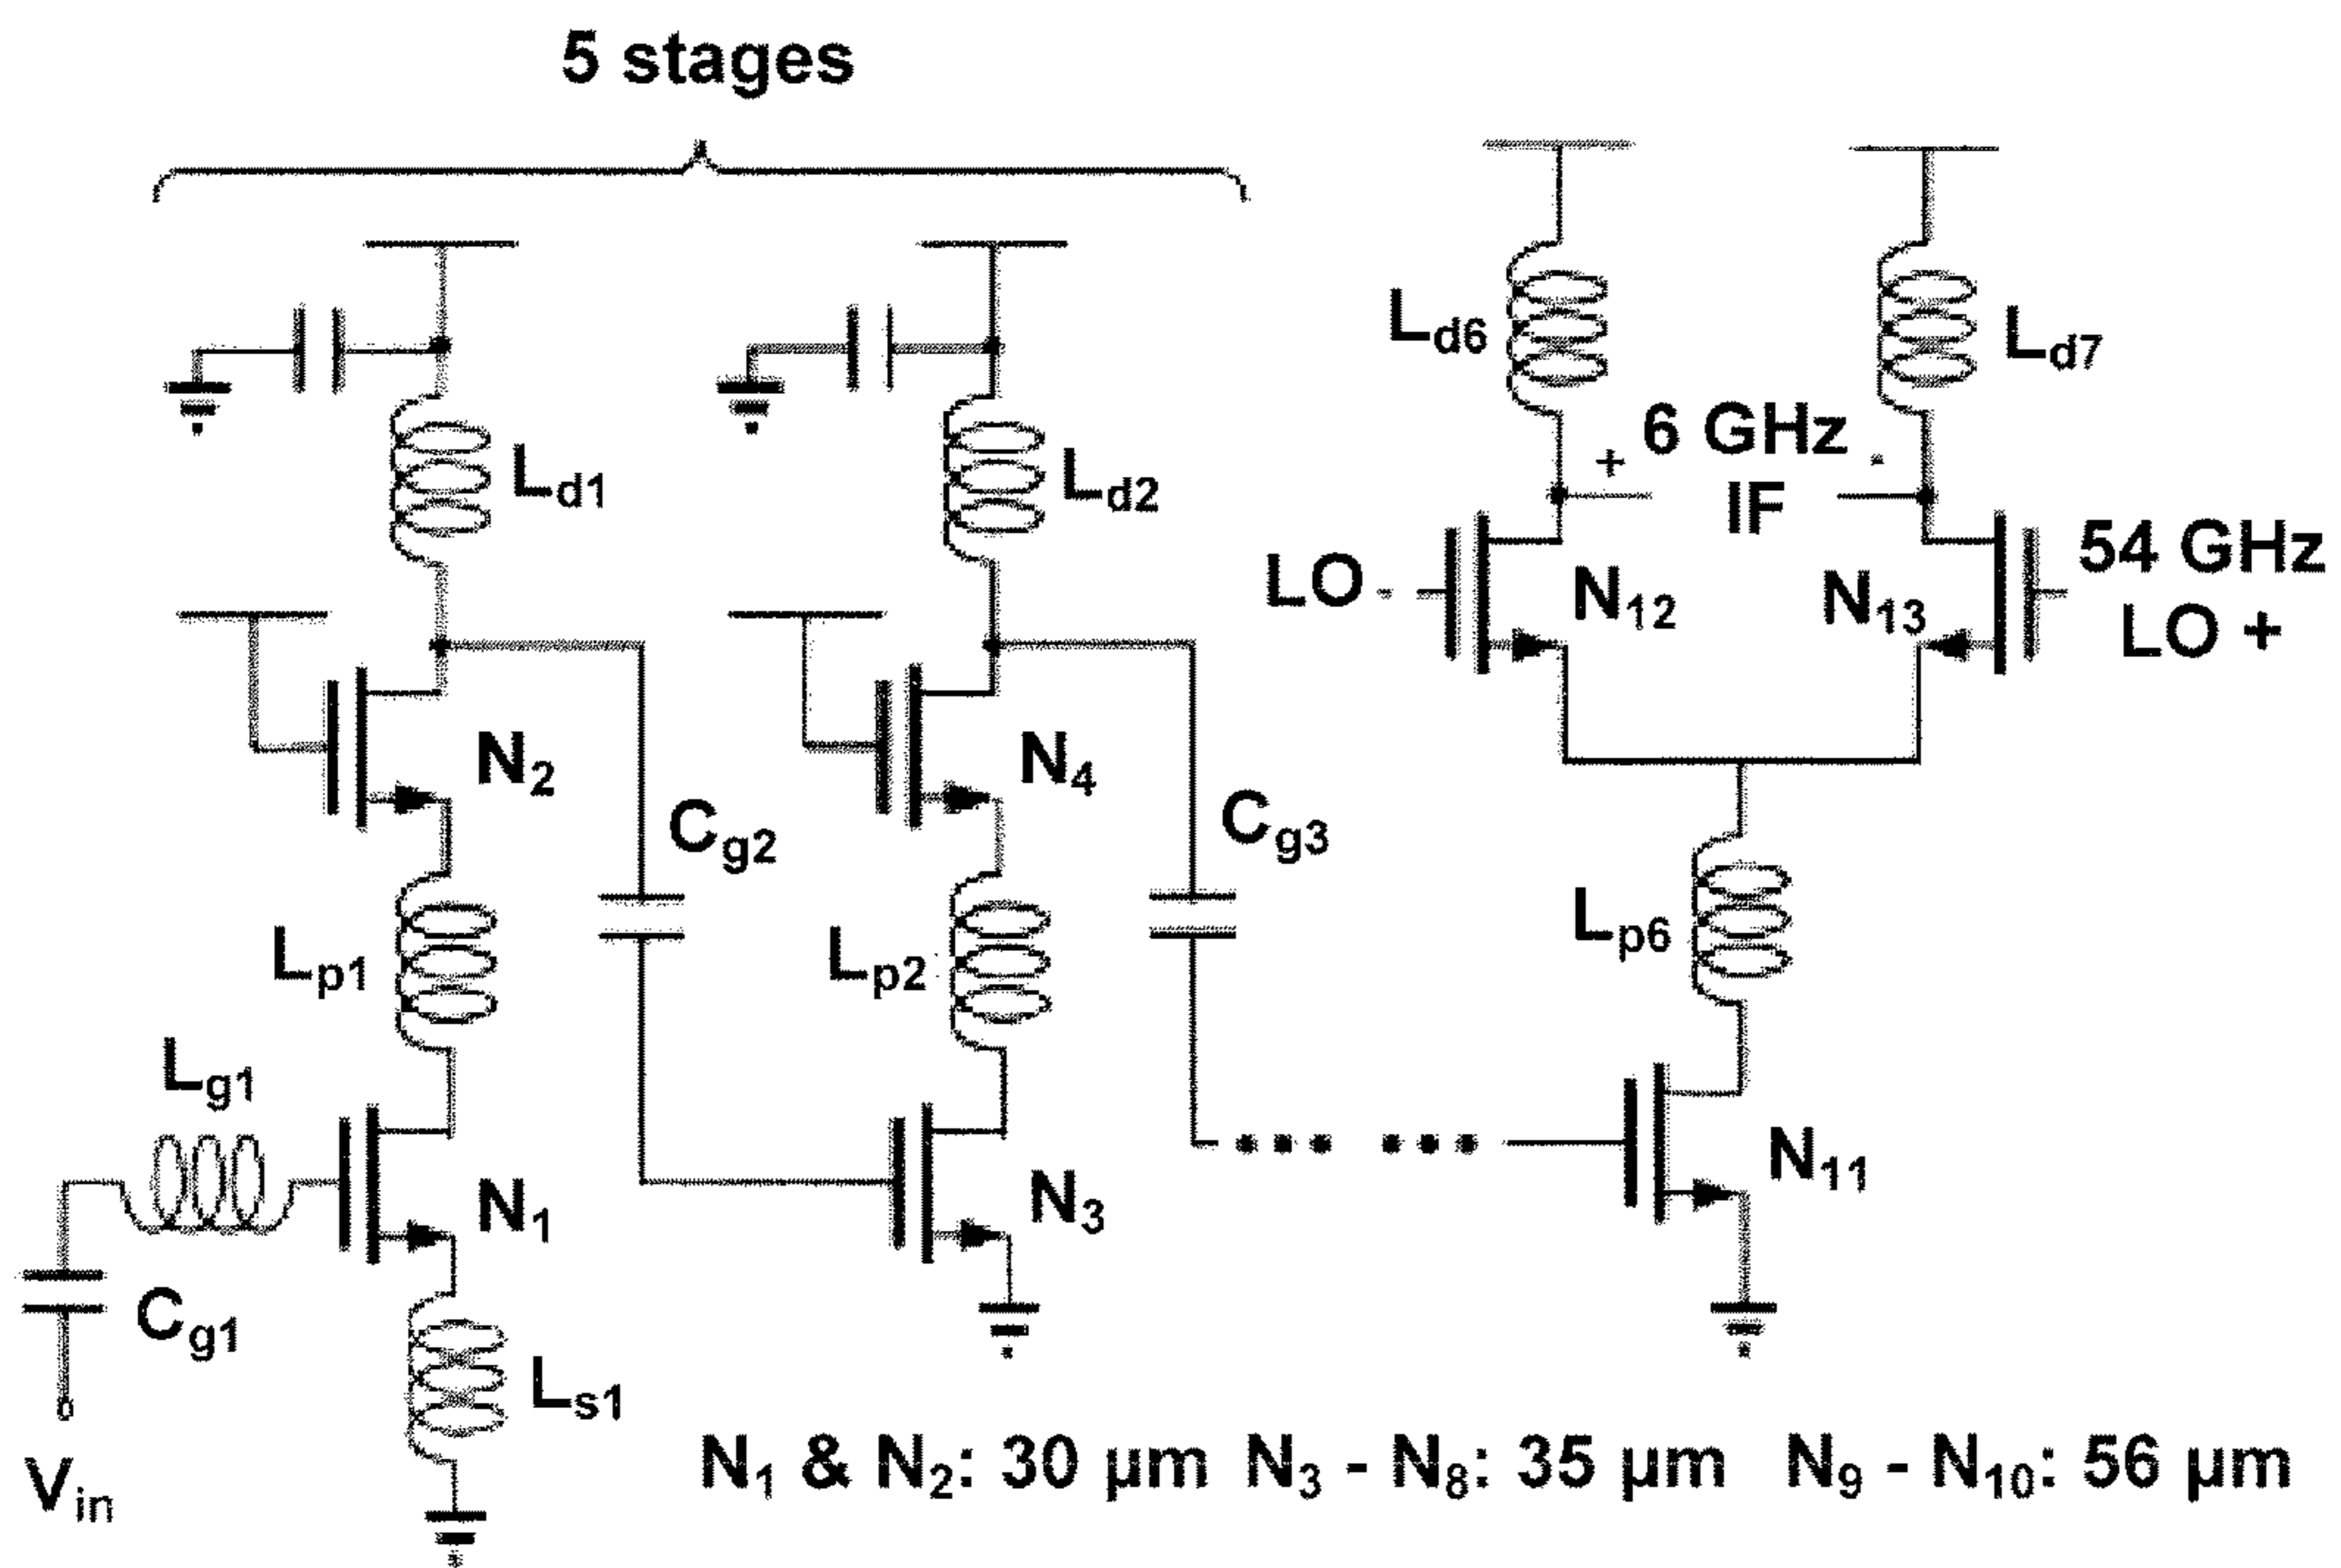 5 stages
Ld1
Ld2
Ld6
Ld7
+ 6 GHz -
IF
LO -
N12
N13
54 GHz
LO +
N2
N4
Cg2
Cg3
Lp1
Lp2
Lp6
Lg1
N1
N3
N11
Cg1
Ls1
Vin
N1 & N2: 30 µm N3 - N8: 35 µm N9 - N10: 56 µm